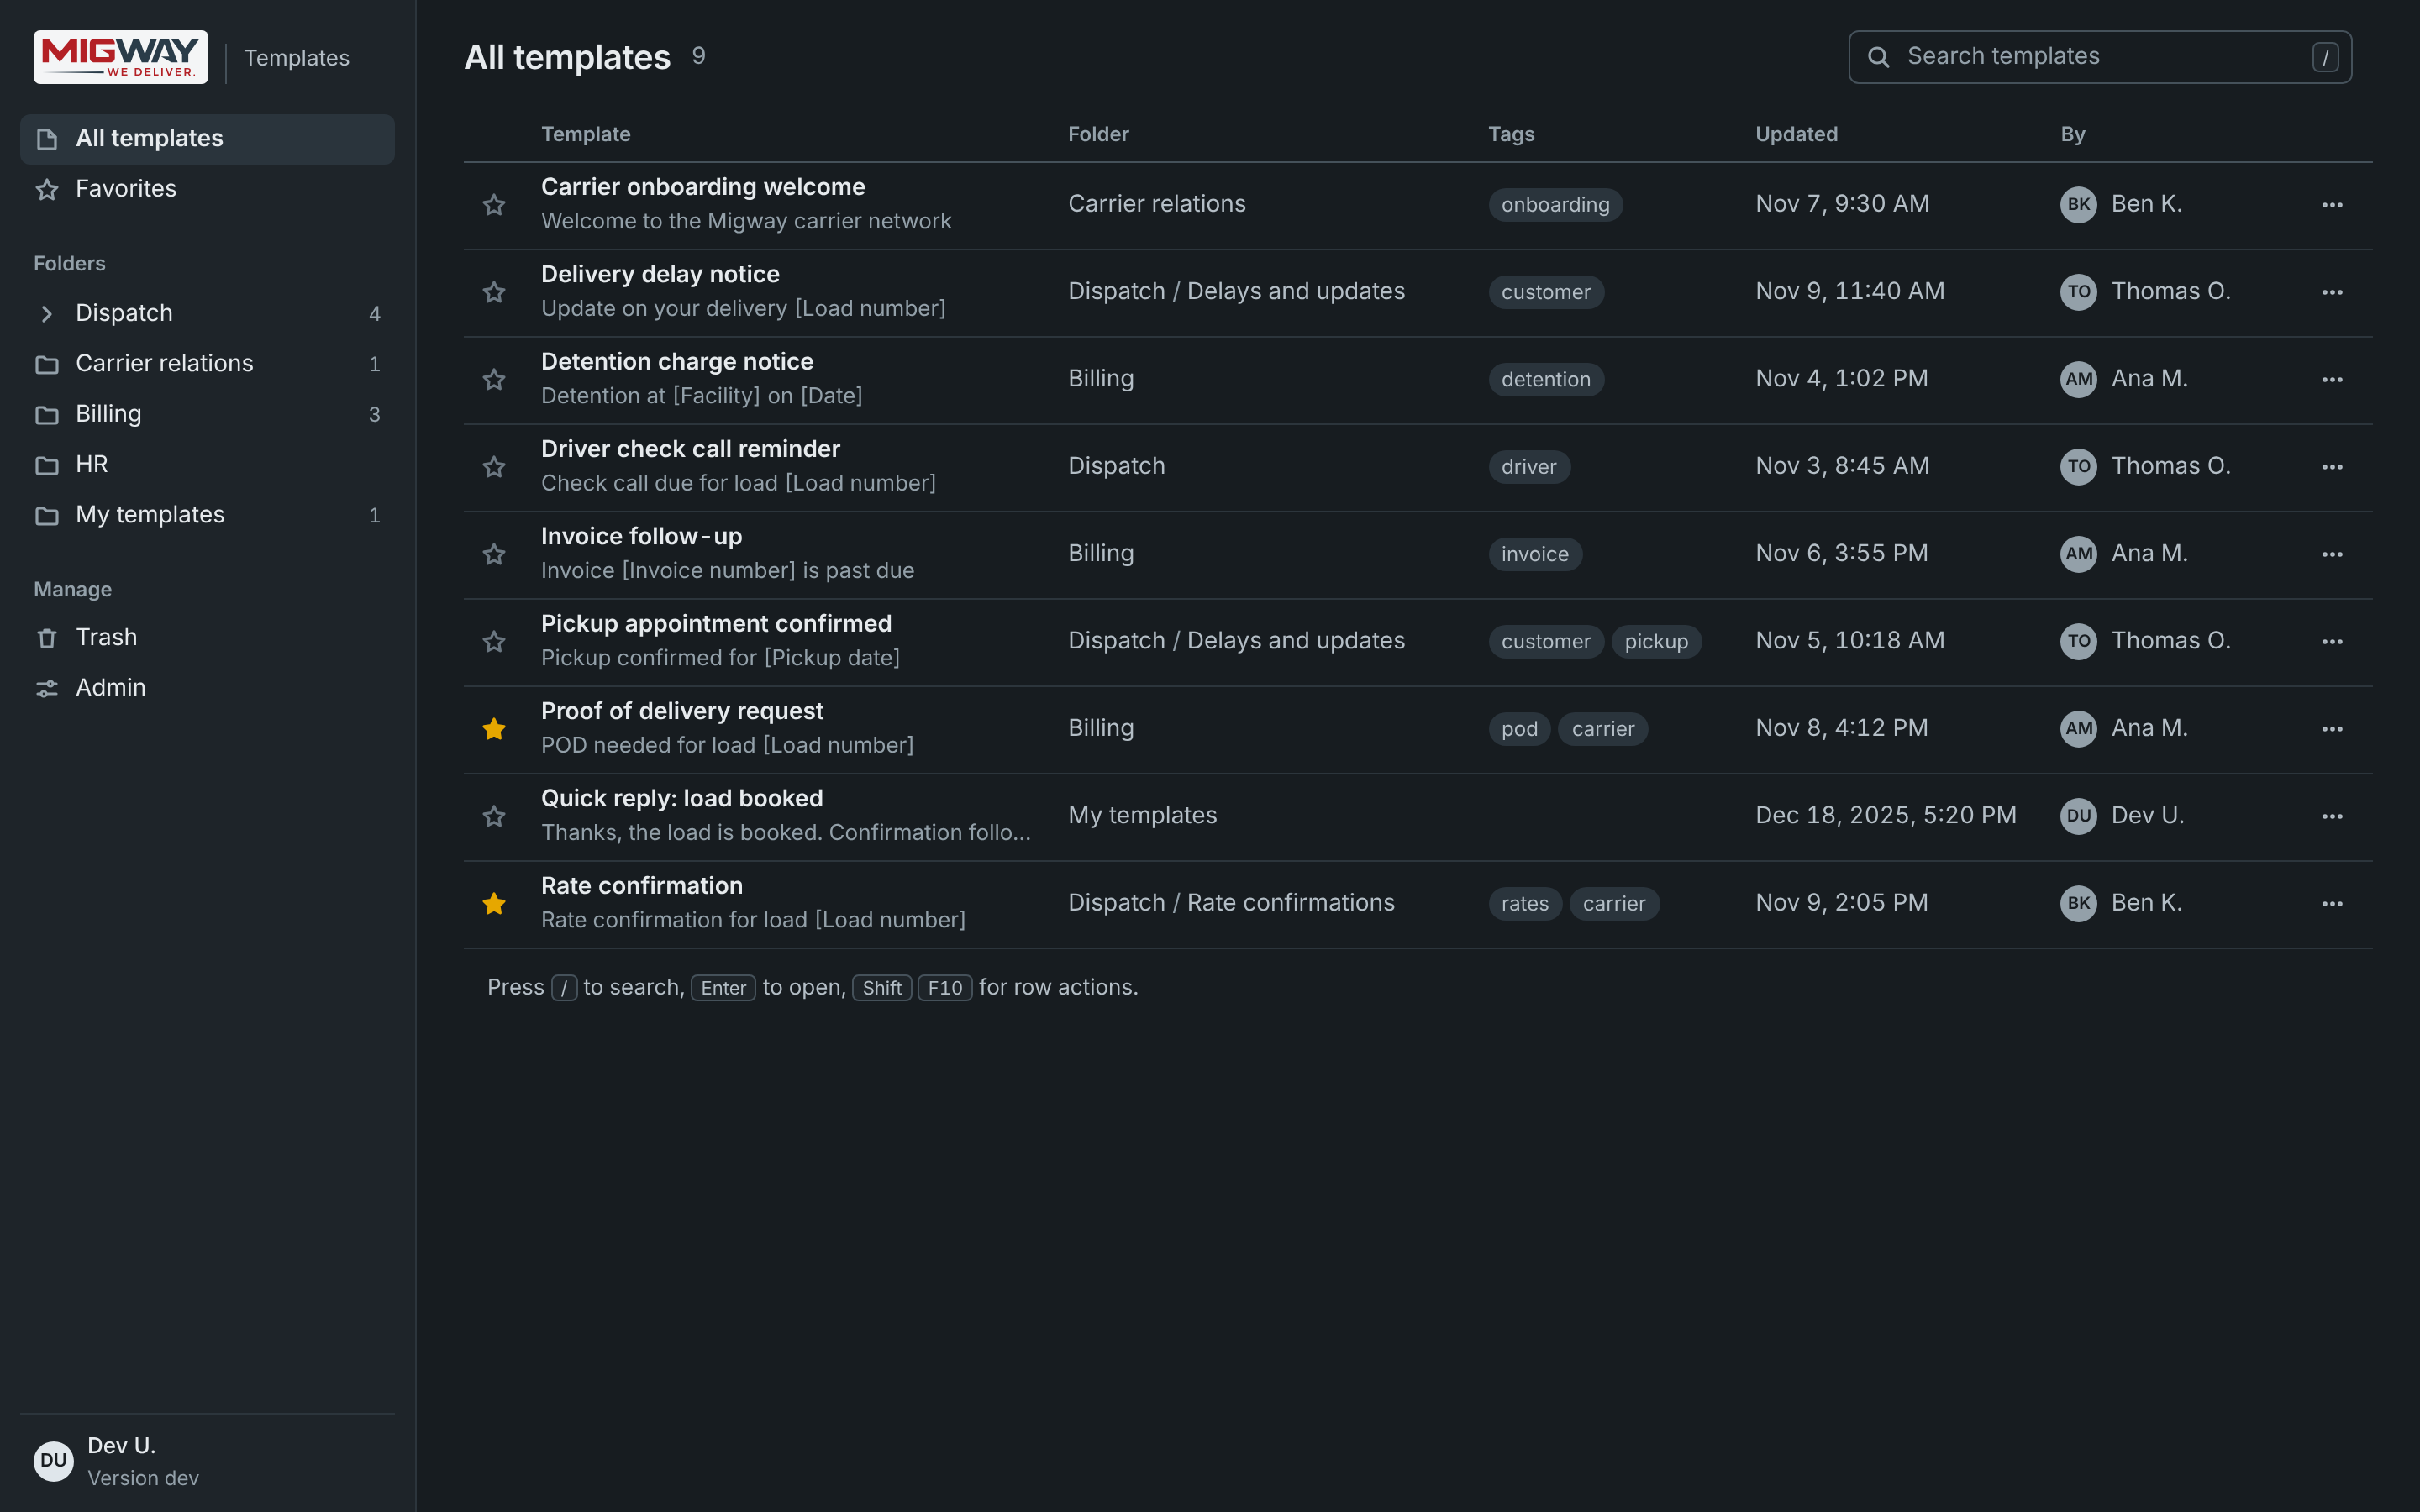 MIGWAY
WE DELIVER.
Templates
All templates
Favorites
Folders
Dispatch 4
Carrier relations 1
Billing 3
HR
My templates 1
Manage
Trash
Admin
DU
Dev U.
Version dev
All templates 9
Search templates /
Template Folder Tags Updated By
Carrier onboarding welcome
Welcome to the Migway carrier network
Carrier relations
onboarding
Nov 7, 9:30 AM
BK Ben K.
Delivery delay notice
Update on your delivery [Load number]
Dispatch / Delays and updates
customer
Nov 9, 11:40 AM
TO Thomas O.
Detention charge notice
Detention at [Facility] on [Date]
Billing
detention
Nov 4, 1:02 PM
AM Ana M.
Driver check call reminder
Check call due for load [Load number]
Dispatch
driver
Nov 3, 8:45 AM
TO Thomas O.
Invoice follow-up
Invoice [Invoice number] is past due
Billing
invoice
Nov 6, 3:55 PM
AM Ana M.
Pickup appointment confirmed
Pickup confirmed for [Pickup date]
Dispatch / Delays and updates
customer pickup
Nov 5, 10:18 AM
TO Thomas O.
Proof of delivery request
POD needed for load [Load number]
Billing
pod carrier
Nov 8, 4:12 PM
AM Ana M.
Quick reply: load booked
Thanks, the load is booked. Confirmation follo...
My templates
Dec 18, 2025, 5:20 PM
DU Dev U.
Rate confirmation
Rate confirmation for load [Load number]
Dispatch / Rate confirmations
rates carrier
Nov 9, 2:05 PM
BK Ben K.
Press / to search, Enter to open, Shift F10 for row actions.